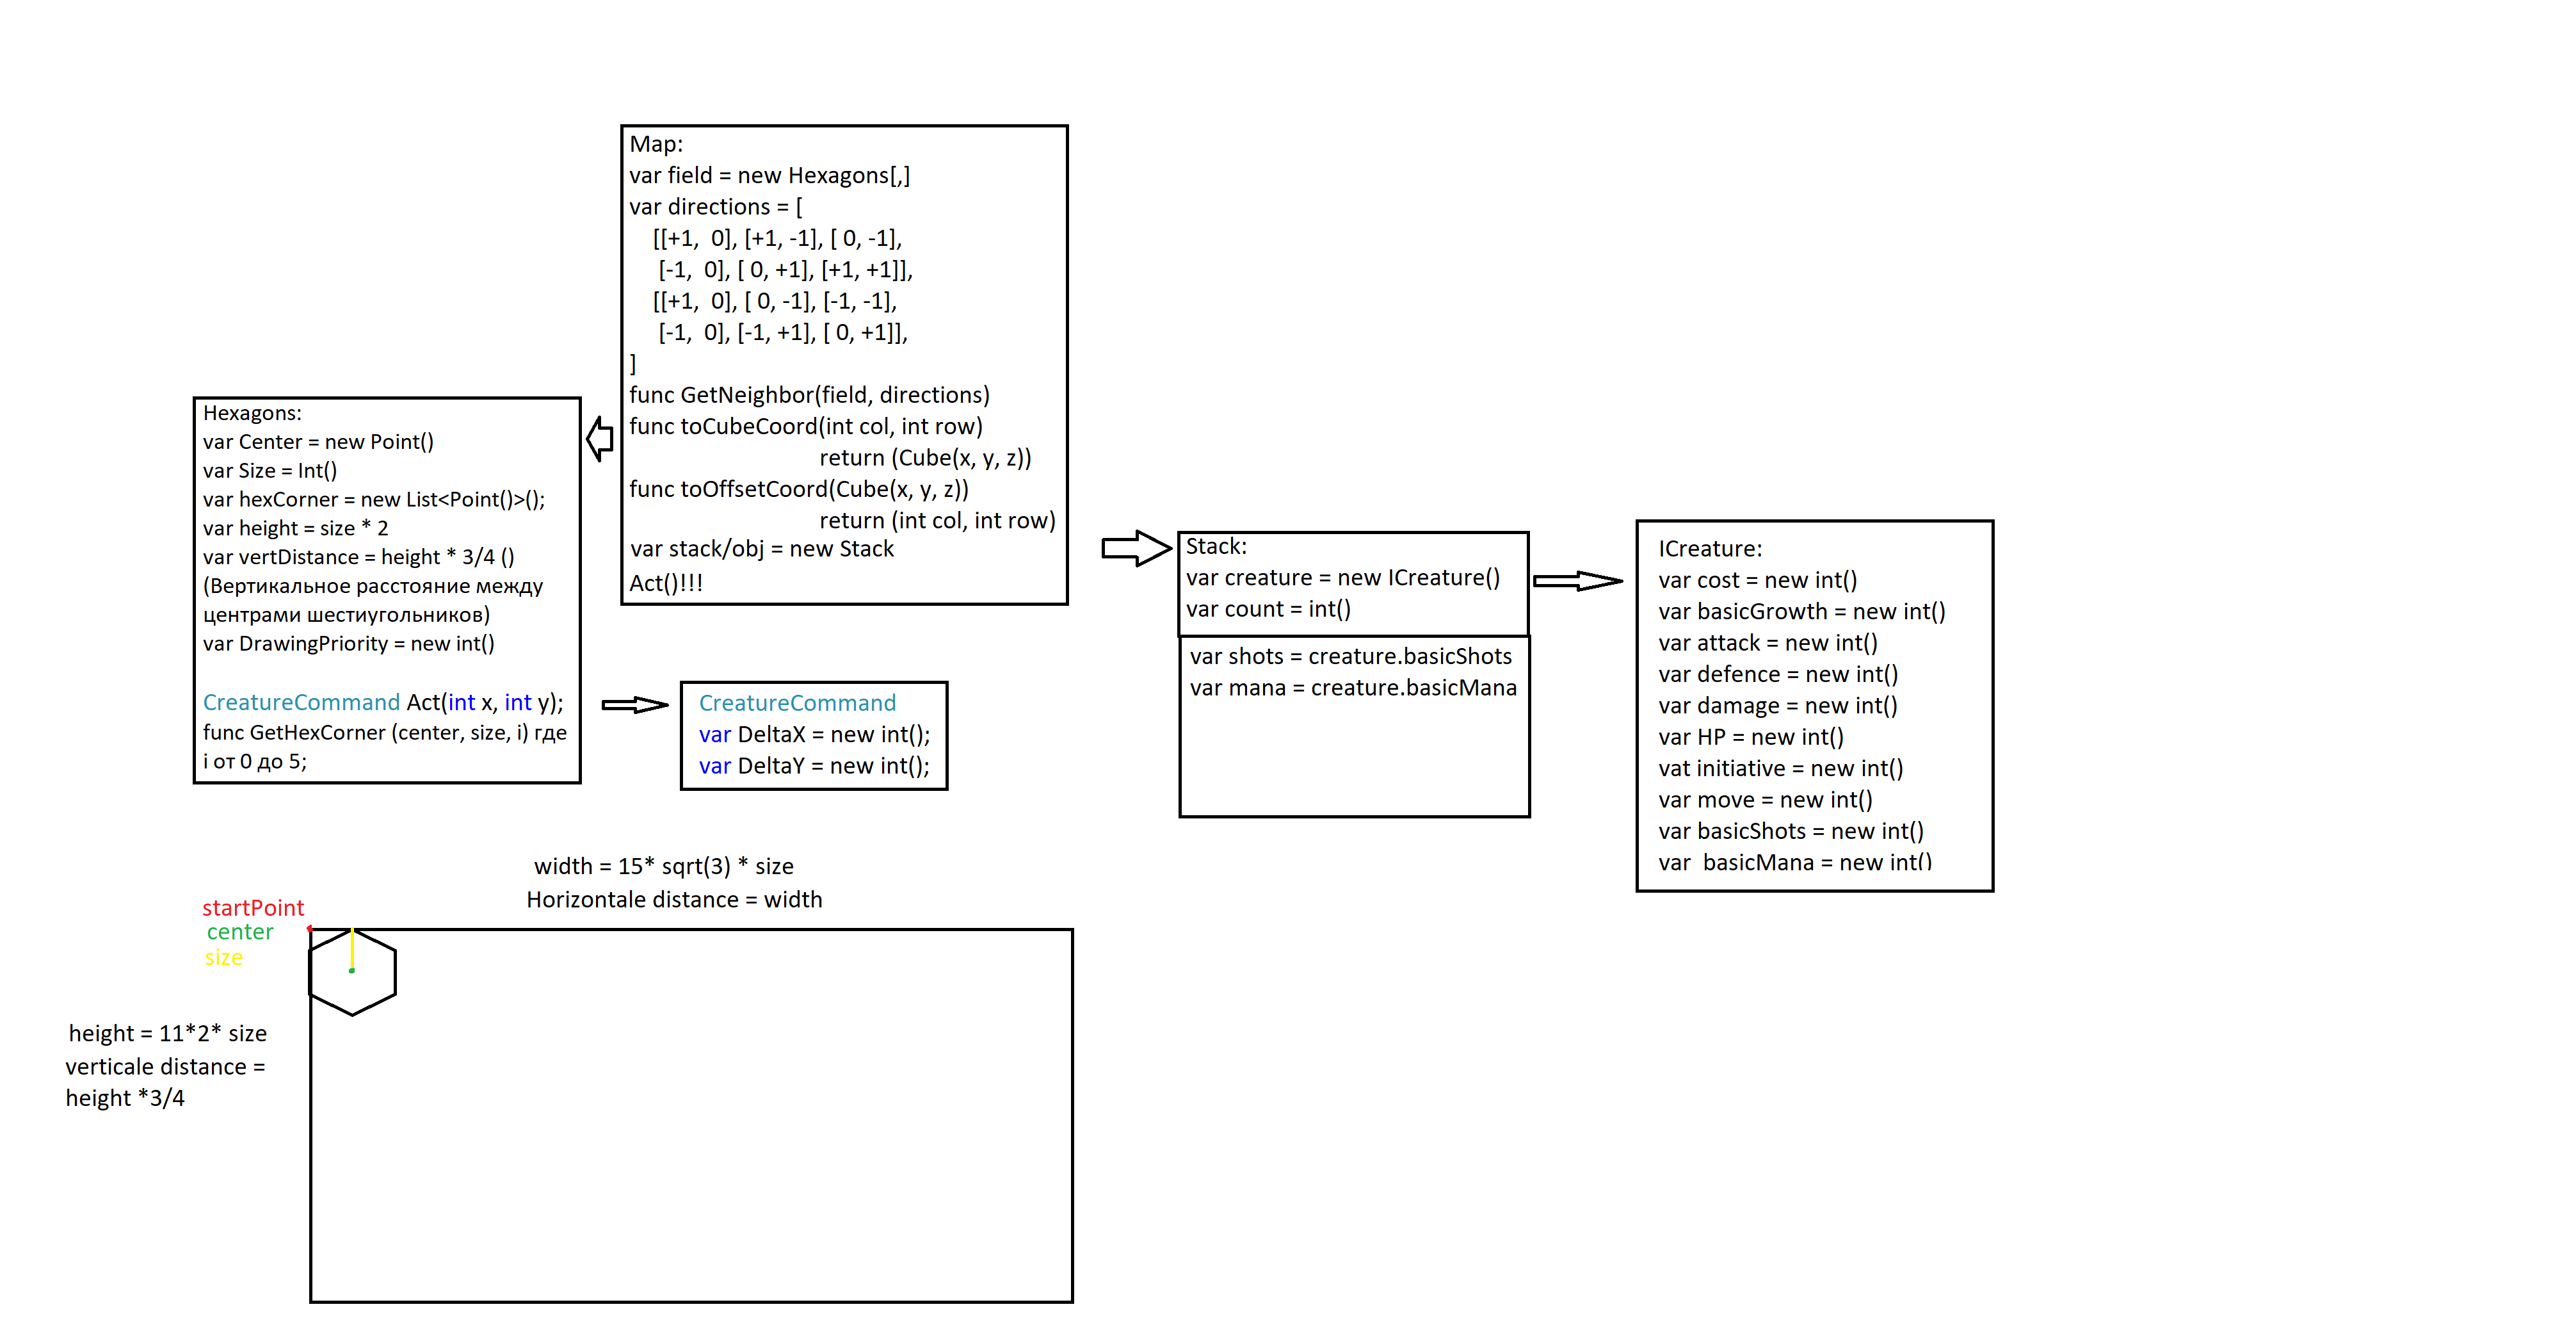 Map:
var field = new Hexagons[,]
var directions = [
[[+1, 0], [+1, -1], [ 0, -1],
[-1, 0], [ 0, +1], [+1, +1]],
[[+1, 0], [ 0, -1], [-1, -1],
[-1, 0], [-1, +1], [ 0, +1]],
]
func GetNeighbor(field, directions)
func toCubeCoord(int col, int row)
return (Cube(x, y, z))
func toOffsetCoord(Cube(x, y, z))
return (int col, int row)
var stack/obj = new Stack
Act()!!!
Hexagons:
var Center = new Point()
var Size = Int()
var hexCorner = new List<Point()>();
var height = size * 2
var vertDistance = height * 3/4 ()
(Вертикальное расстояние между
центрами шестиугольников)
var DrawingPriority = new int()
CreatureCommand Act(int x, int y);
func GetHexCorner (center, size, i) где
i от 0 до 5;
CreatureCommand
var DeltaX = new int();
var DeltaY = new int();
Stack:
var creature = new ICreature()
var count = int()
var shots = creature.basicShots
var mana = creature.basicMana
ICreature:
var cost = new int()
var basicGrowth = new int()
var attack = new int()
var defence = new int()
var damage = new int()
var HP = new int()
vat initiative = new int()
var move = new int()
var basicShots = new int()
var basicMana = new int()
width = 15* sqrt(3) * size
Horizontale distance = width
startPoint
center
size
height = 11*2* size
verticale distance =
height *3/4